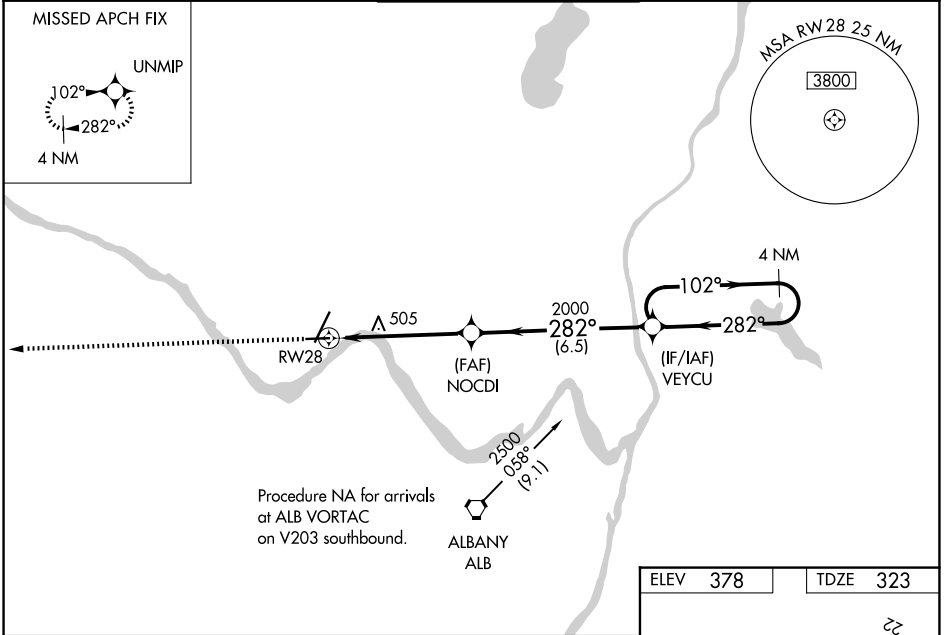 MISSED APCH FIX
UNMIP
102°
282°
4 NM
MSA RW28 25 NM
3800
4 NM
102°
282°
2000
282°
(6.5)
505
RW28
(FAF)
NOCDI
(IF/IAF)
VEYCU
2500
058°
(9.1)
Procedure NA for arrivals
at ALB VORTAC
on V203 southbound.
ALBANY
ALB
ELEV 378
TDZE 323
22